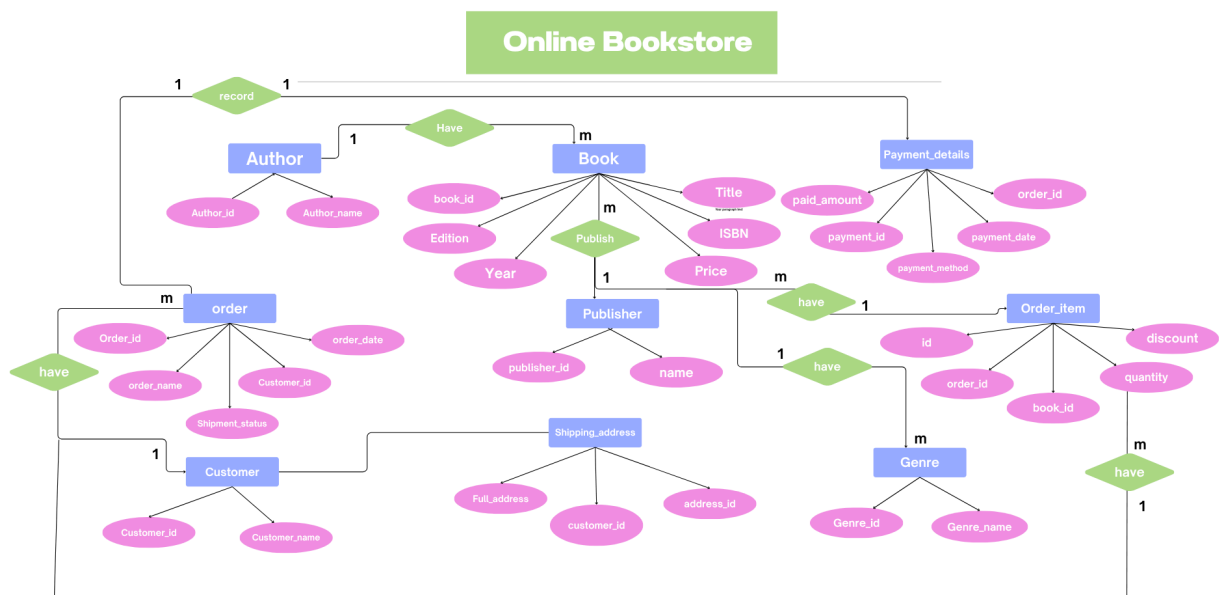 Online Bookstore
1
record
1
1
Have
m
Author
Book
Payment_details
Author_id
Author_name
book_id
Title
Edition
m
ISBN
Publish
Year
Price
paid_amount
order_id
payment_id
payment_date
payment_method
1
m
have
1
m
order
Publisher
Order_item
Order_id
order_date
order_name
Customer_id
Shipment_status
have
publisher_id
name
1
have
id
discount
order_id
quantity
book_id
1
Customer
Shipping_address
m
Genre
m
have
1
Customer_id
Customer_name
Full_address
address_id
customer_id
Genre_id
Genre_name